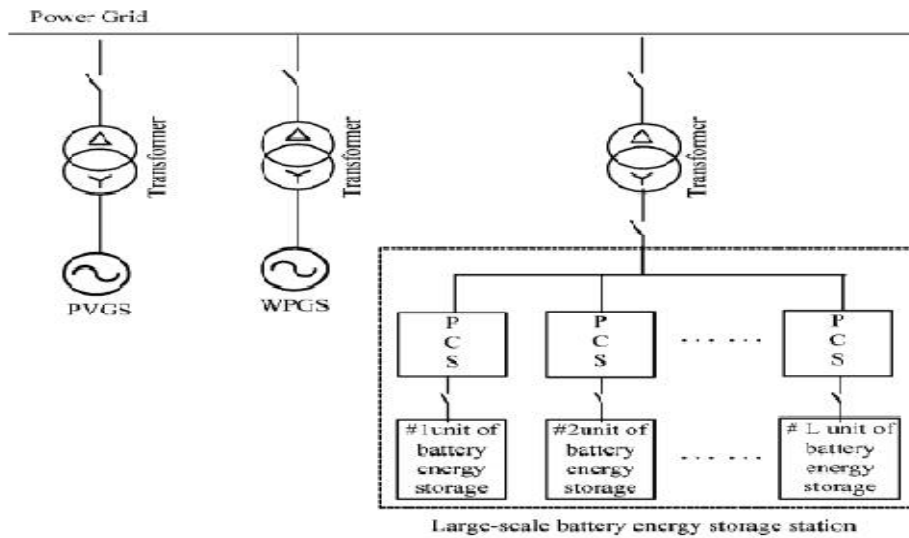 Power Grid
Transformer
Transformer
Transformer
PVGS
WPGS
P
C
S
P
C
S
P
C
S
#1unit of
battery
energy
storage
#2unit of
battery
energy
storage
# L unit of
battery
energy
storage
Large-scale battery energy storage station